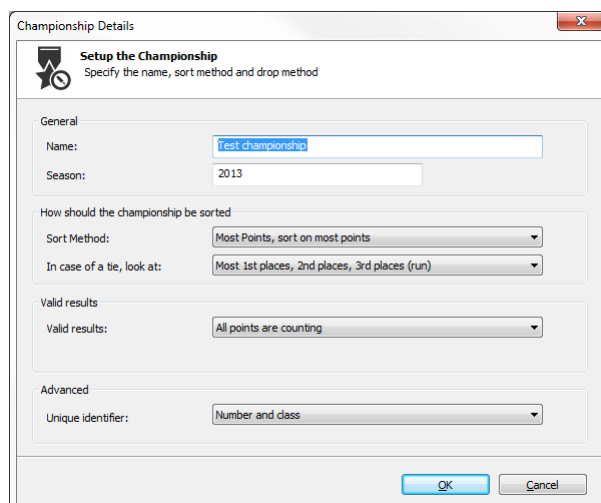 Championship Details
Setup the Championship
Specify the name, sort method and drop method
General
Name: Test championship
Season: 2013
How should the championship be sorted
Sort Method: Most Points, sort on most points
In case of a tie, look at: Most 1st places, 2nd places, 3rd places (run)
Valid results
Valid results: All points are counting
Advanced
Unique identifier: Number and class
OK Cancel